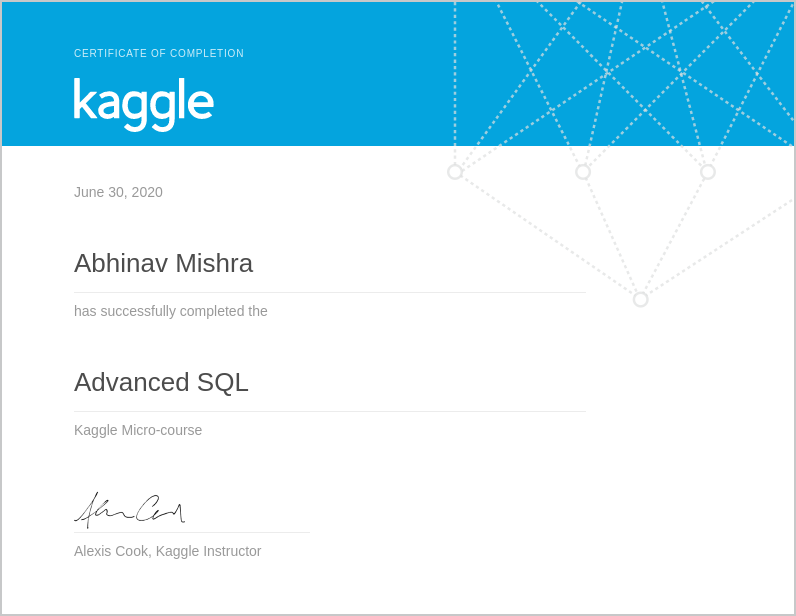 CERTIFICATE OF COMPLETION
kaggle
June 30, 2020
Abhinav Mishra
has successfully completed the
Advanced SQL
Kaggle Micro-course
Alexis Cook, Kaggle Instructor